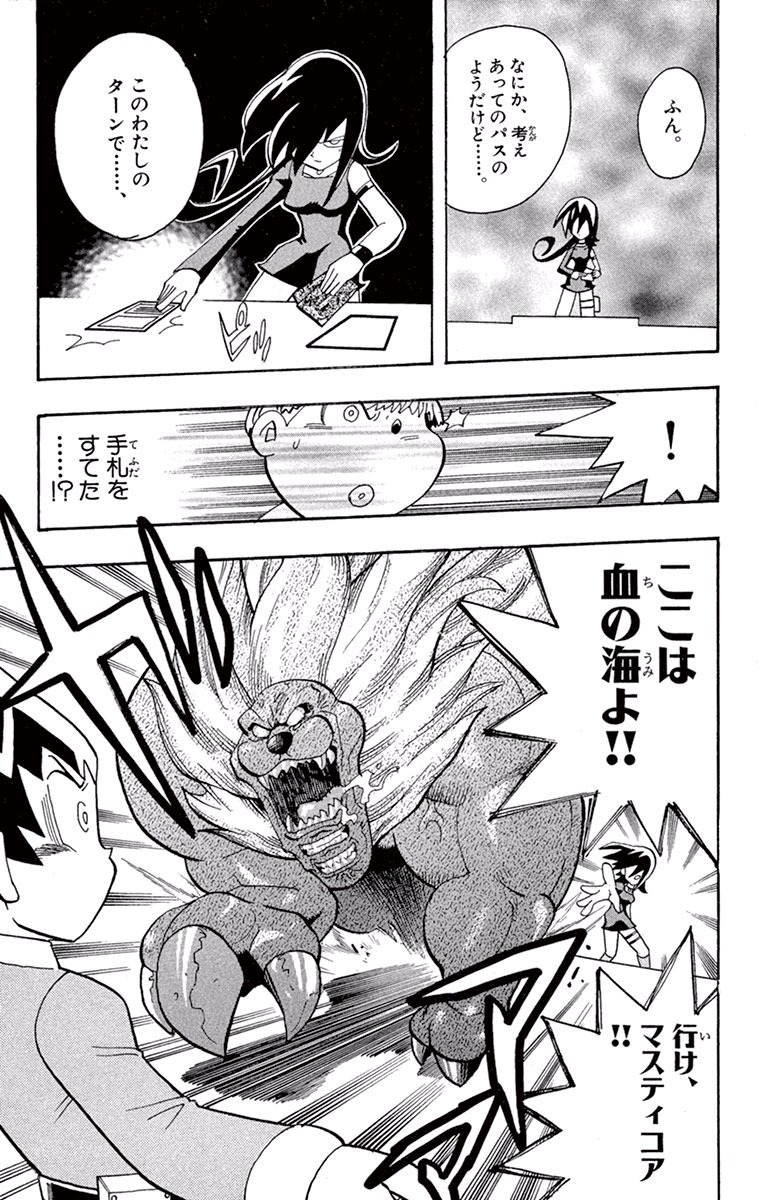 ふん。
なにか、考え
あってのパスの
ようだけど……。
このわたしの
ターンで……、
ピッ
!
手札を
すてた
……!?
ここは
血の海よ!!
行け、
マスティコア
!!